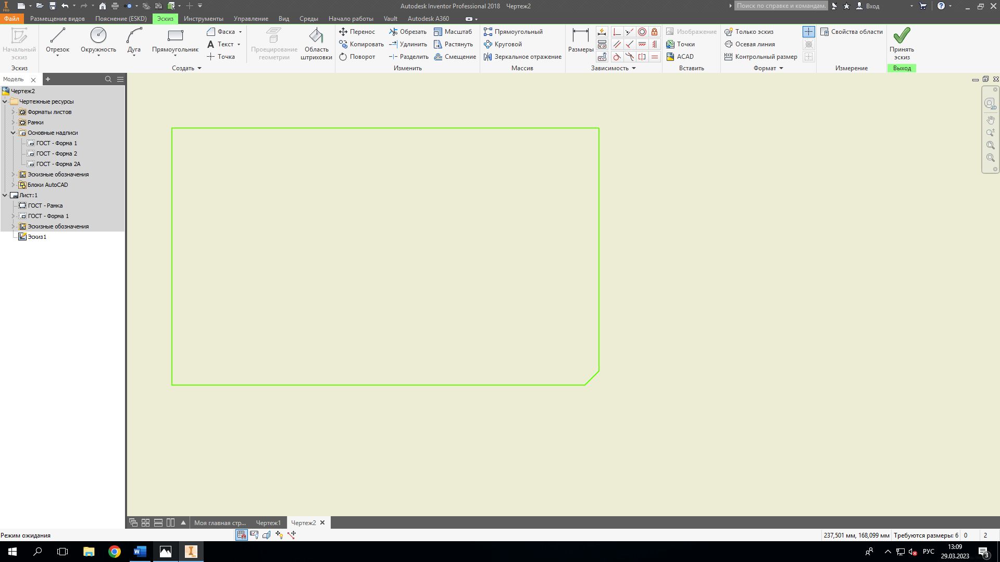 Autodesk Inventor Professional 2018 Чертеж2
Поиск по справке и командам.
Вход
Файл
Размещение видов
Пояснение (ESKD)
Эскиз
Инструменты
Управление
Вид
Среды
Начало работы
Vault
Autodesk A360
Начальный эскиз
Эскиз
Отрезок
Окружность
Дуга
Прямоугольник
Фаска
Текст
Точка
Создать
Проецирование геометрии
Область штриховки
Перенос
Копировать
Поворот
Обрезать
Удлинить
Разделить
Масштаб
Растянуть
Смещение
Изменить
Прямоугольный
Круговой
Зеркальное отражение
Массив
Размеры
Зависимость
Изображение
Точки
ACAD
Вставить
Только эскиз
Осевая линия
Контрольный размер
Формат
Свойства области
Измерение
Принять эскиз
Выход
Модель
Чертеж2
Чертежные ресурсы
Форматы листов
Рамки
Основные надписи
ГОСТ - Форма 1
ГОСТ - Форма 2
ГОСТ - Форма 2А
Эскизные обозначения
Блоки AutoCAD
Лист:1
ГОСТ - Рамка
ГОСТ - Форма 1
Эскизные обозначения
Эскиз1
2D
Моя главная стр...
Чертеж1
Чертеж2
Режим ожидания
237,501 мм, 168,099 мм
Требуются размеры: 6
0
2
РУС
13:09
29.03.2023
3